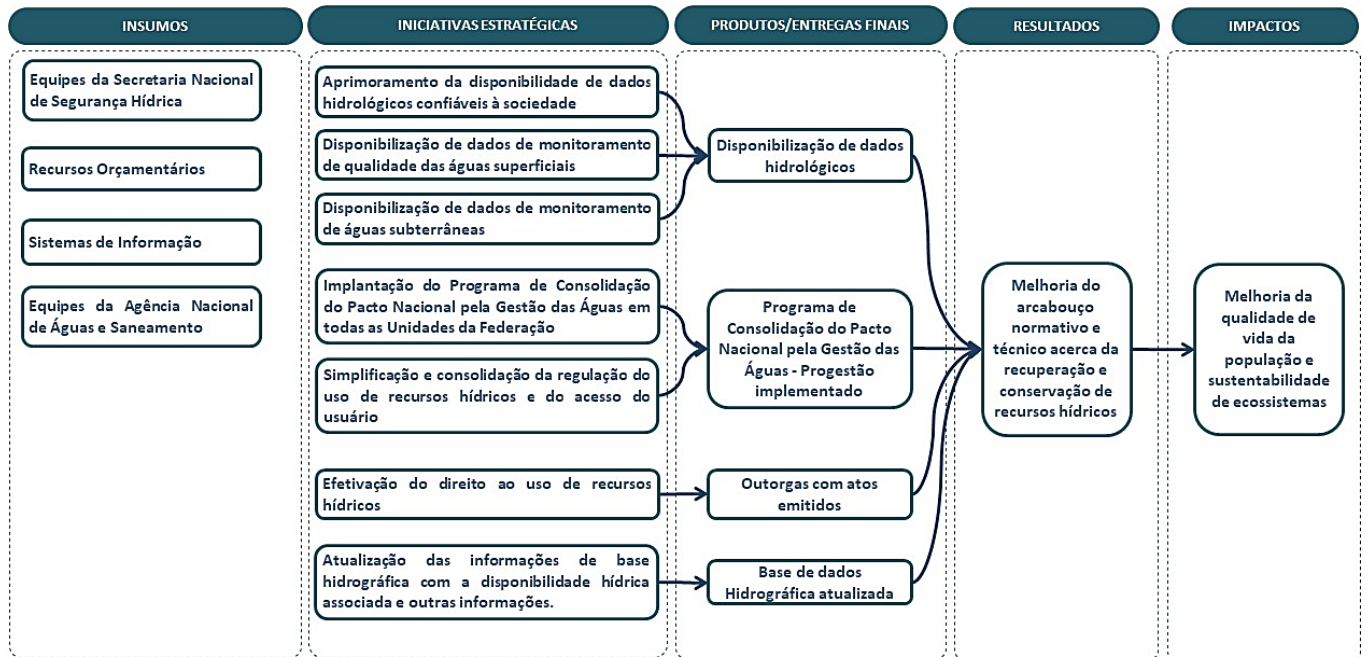 INSUMOS
INICIATIVAS ESTRATÉGICAS
PRODUTOS/ENTREGAS FINAIS
RESULTADOS
IMPACTOS
Equipes da Secretaria Nacional
de Segurança Hídrica
Recursos Orçamentários
Sistemas de Informação
Equipes da Agência Nacional
de Águas e Saneamento
Aprimoramento da disponibilidade de dados
hidrológicos confiáveis à sociedade
Disponibilização de dados de monitoramento
de qualidade das águas superficiais
Disponibilização de dados de monitoramento
de águas subterrâneas
Implantação do Programa de Consolidação
do Pacto Nacional pela Gestão das Águas em
todas as Unidades da Federação
Simplificação e consolidação da regulação do
uso de recursos hídricos e do acesso do
usuário
Efetivação do direito ao uso de recursos
hídricos
Atualização das informações de base
hidrográfica com a disponibilidade hídrica
associada e outras informações.
Disponibilização de dados
hidrológicos
Programa de
Consolidação do Pacto
Nacional pela Gestão das
Águas - Progestão
implementado
Outorgas com atos
emitidos
Base de dados
Hidrográfica atualizada
Melhoria do
arcabouço
normativo e
técnico acerca da
recuperação e
conservação de
recursos hídricos
Melhoria da
qualidade de
vida da
população e
sustentabilidade
de ecossistemas